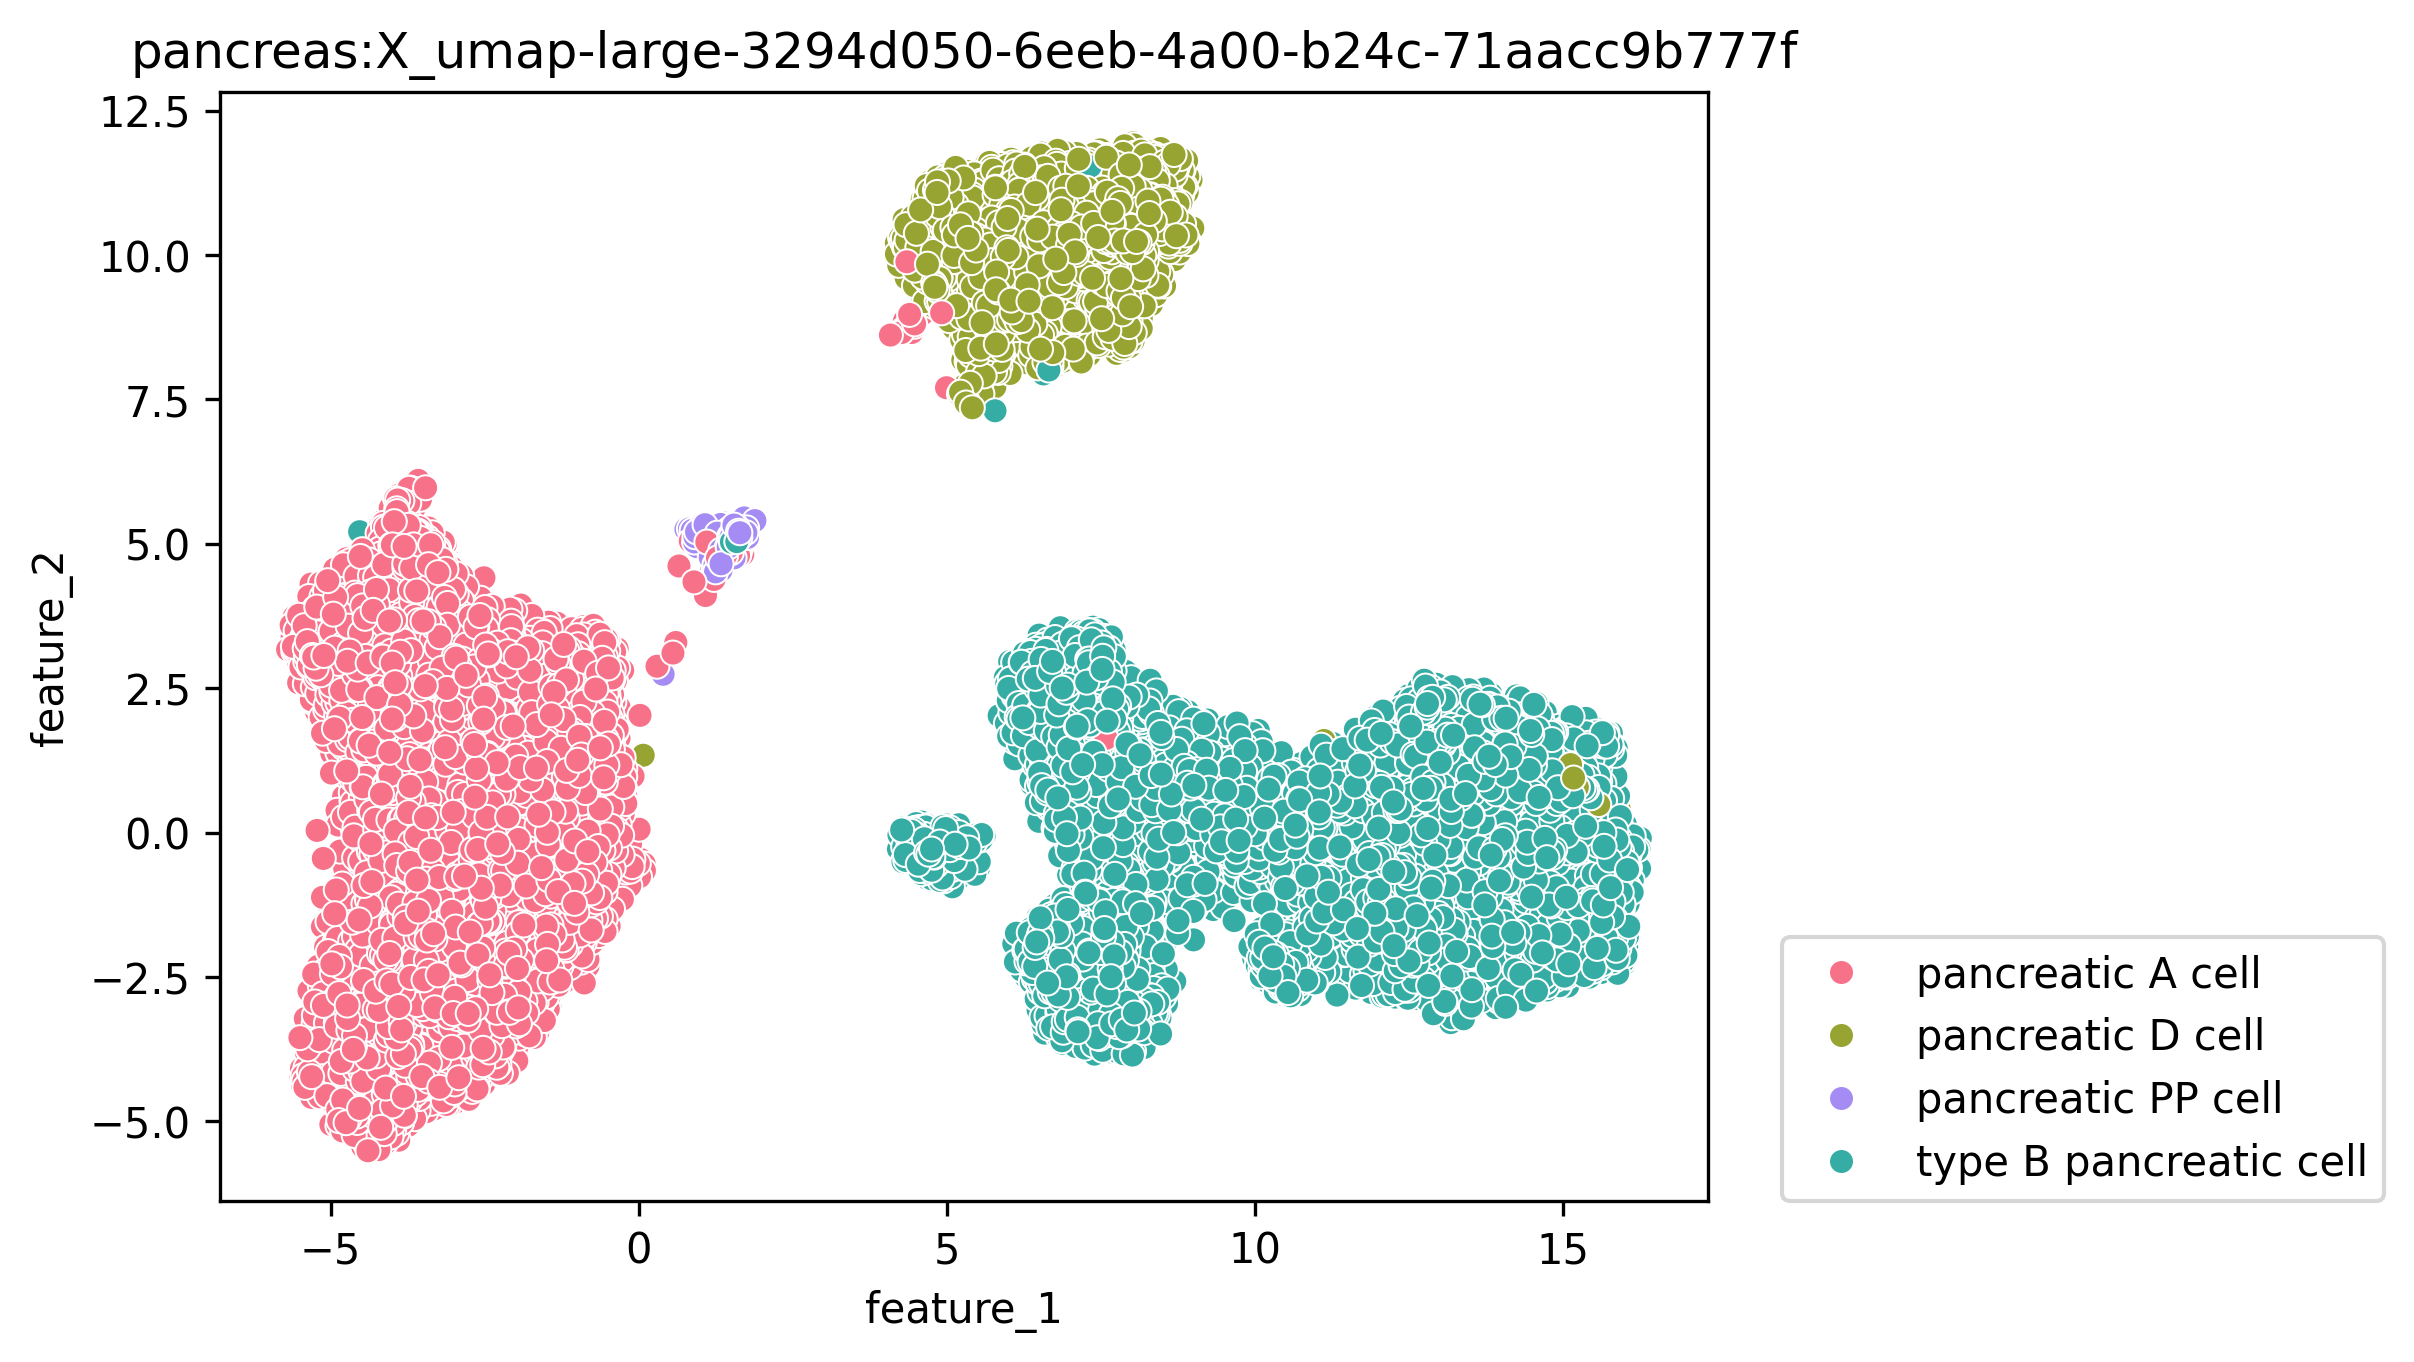 pancreas:X_umap-large-3294d050-6eeb-4a00-b24c-71aacc9b777f
12.5
10.0
7.5
5.0
2.5
0.0
−2.5
−5.0
feature_2
−5
0
5
10
15
feature_1
pancreatic A cell
pancreatic D cell
pancreatic PP cell
type B pancreatic cell